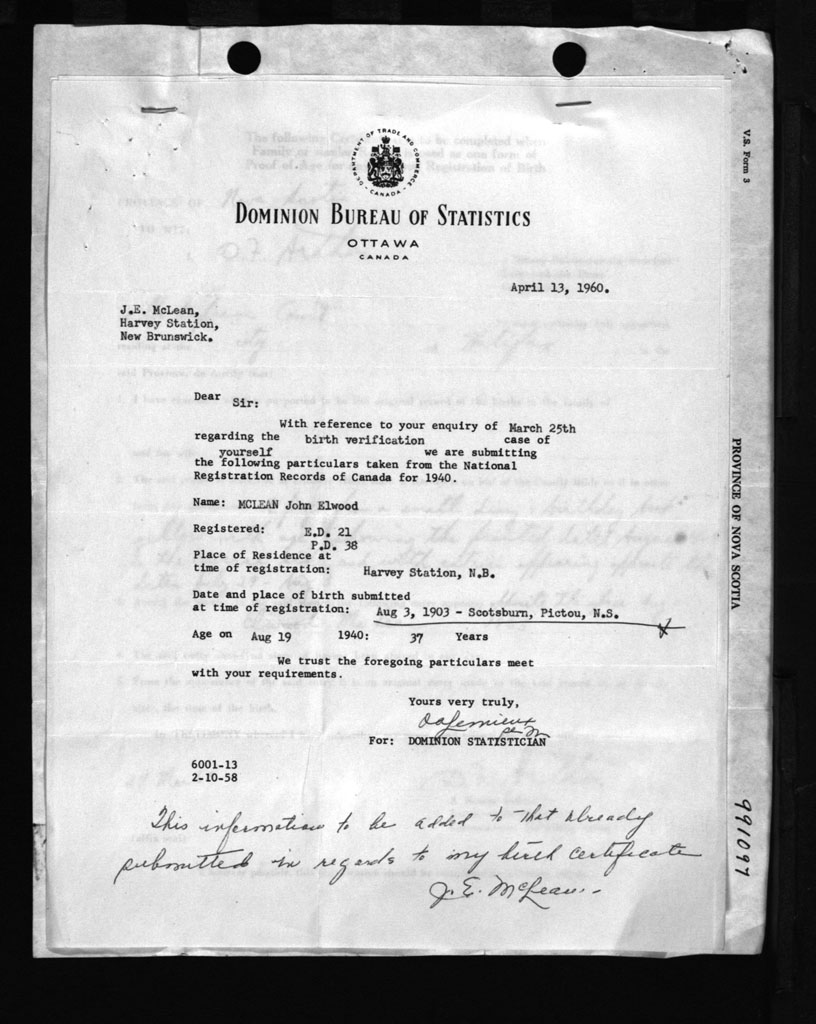 DEPARTMENT OF TRADE AND COMMERCE
CANADA
DOMINION BUREAU OF STATISTICS
OTTAWA
CANADA
April 13, 1960.
J.E. McLean,
Harvey Station,
New Brunswick.
Dear Sir:
With reference to your enquiry of March 25th
regarding the birth verification case of
yourself we are submitting
the following particulars taken from the National
Registration Records of Canada for 1940.
Name: MCLEAN John Elwood
Registered: E.D. 21
P.D. 38
Place of Residence at
time of registration: Harvey Station, N.B.
Date and place of birth submitted
at time of registration: Aug 3, 1903 - Scotsburn, Pictou, N.S.
Age on Aug 19 1940: 37 Years
We trust the foregoing particulars meet
with your requirements.
Yours very truly,
For: DOMINION STATISTICIAN
6001-13
2-10-58
This information to be added to that already
submitted in regards to my birth certificate
J.E. McLean.
V.S. Form 3
PROVINCE OF NOVA SCOTIA
991097